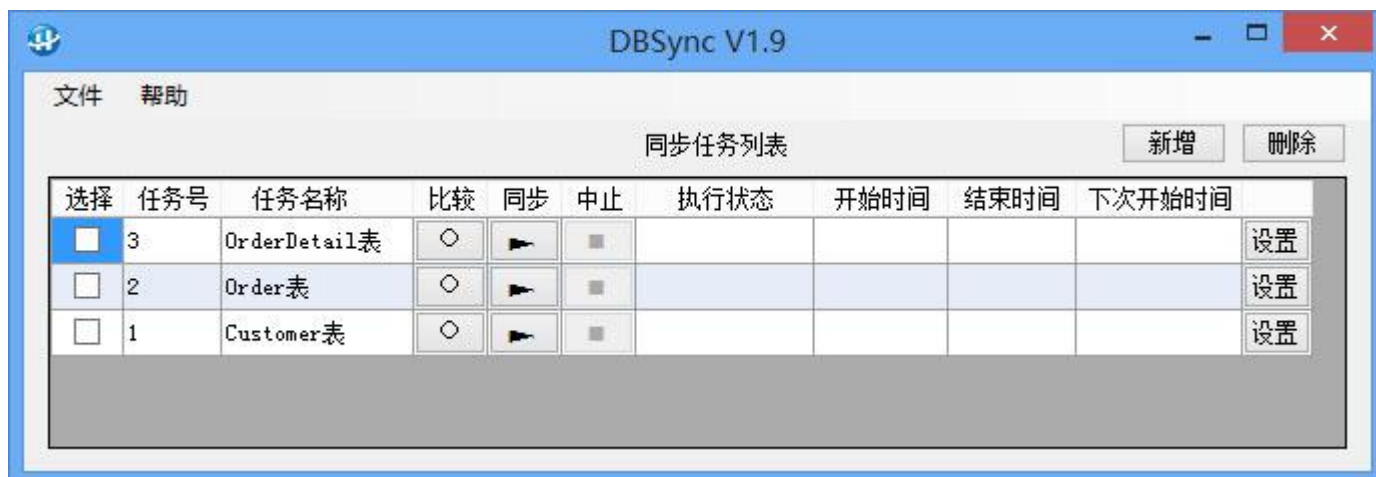 DBSync V1.9
文件 帮助
同步任务列表 新增 删除
选择 任务号 任务名称 比较 同步 中止 执行状态 开始时间 结束时间 下次开始时间
3 OrderDetail表 设置
2 Order表 设置
1 Customer表 设置